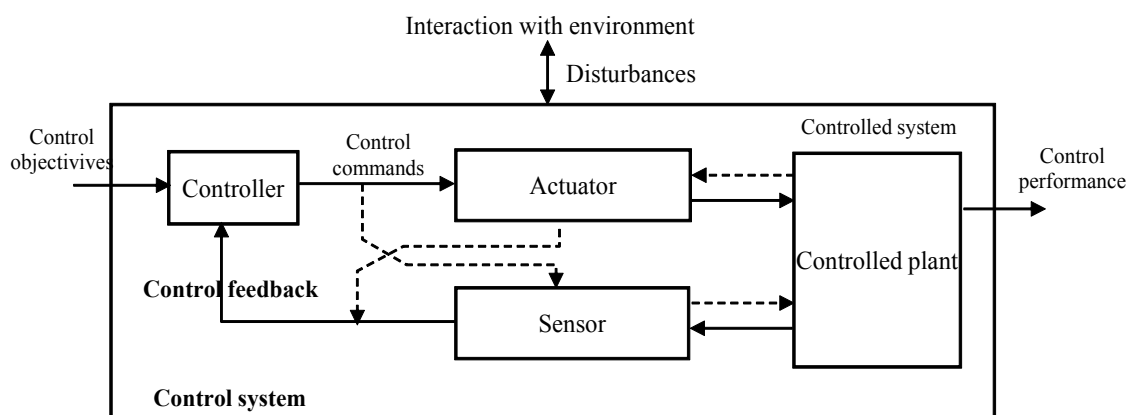 Interaction with environment
Disturbances
Control
objectivives
Control
commands
Controlled system
Control
performance
Controller
Actuator
Controlled plant
Control feedback
Sensor
Control system